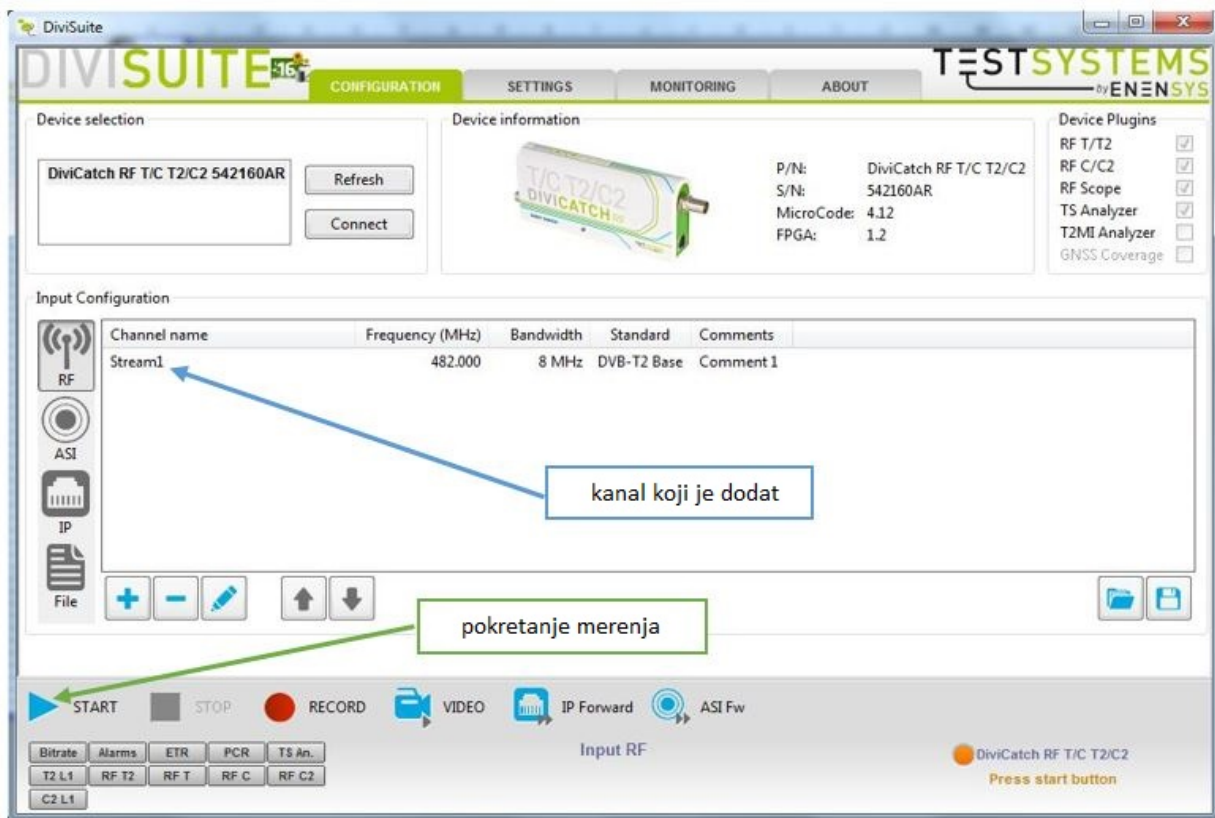 DiviSuite
DIVISUITE
CONFIGURATION SETTINGS MONITORING ABOUT
TESTSYSTEMS
by ENENSYS
Device selection
DiviCatch RF T/C T2/C2 542160AR
Refresh
Connect
Device information
T/C T2/C2
DIVICATCH
P/N: DiviCatch RF T/C T2/C2
S/N: 542160AR
MicroCode: 4.12
FPGA: 1.2
Device Plugins
RF T/T2
RF C/C2
RF Scope
TS Analyzer
T2MI Analyzer
GNSS Coverage
Input Configuration
RF
ASI
IP
File
Channel name Frequency (MHz) Bandwidth Standard Comments
Stream1 482.000 8 MHz DVB-T2 Base Comment 1
kanal koji je dodat
pokretanje merenja
START STOP RECORD VIDEO IP Forward ASI Fw
Bitrate Alarms ETR PCR TS An.
T2 L1 RF T2 RF T RF C RF C2
C2 L1
Input RF
DiviCatch RF T/C T2/C2
Press start button